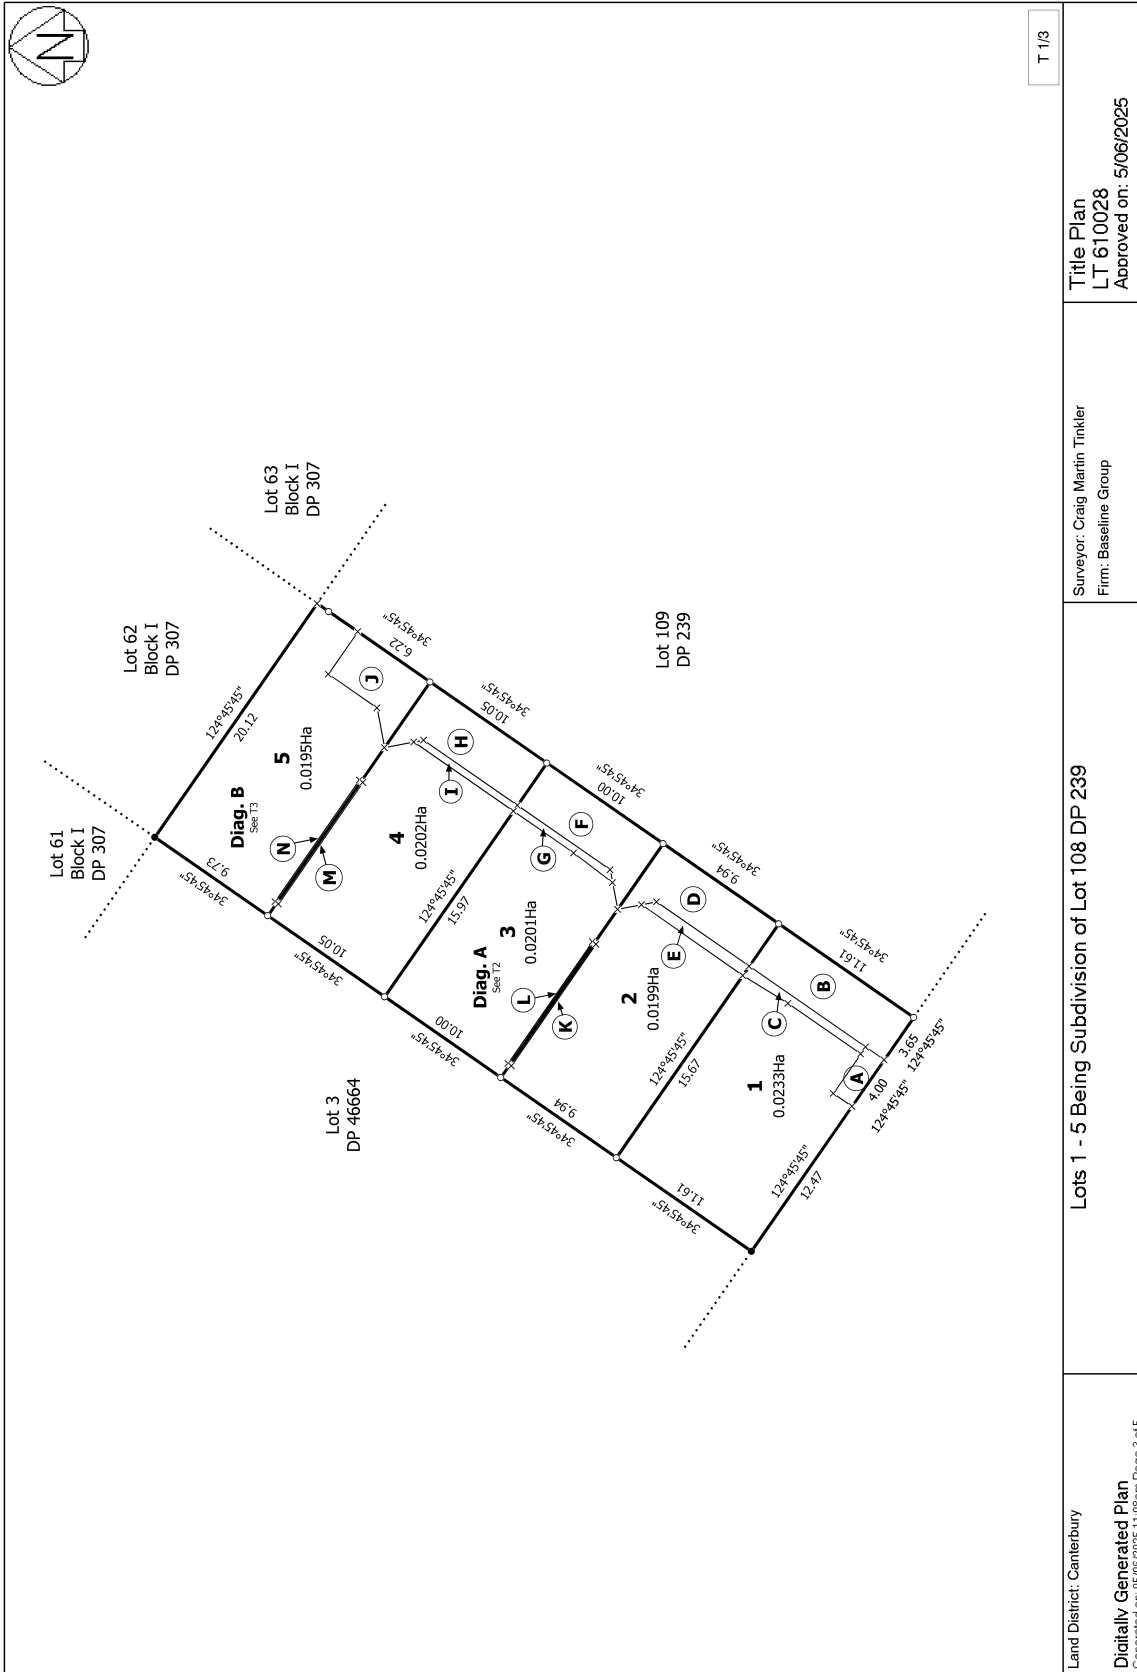 N
T 1/3
Lot 61
Block I
DP 307
Lot 62
Block I
DP 307
Lot 63
Block I
DP 307
124°45'45"
20.12
34°45'45"
9.73
Diag. B
See T3
5
0.0195Ha
J
34°45'45"
6.22
N
M
4
0.0202Ha
I
H
34°45'45"
10.05
34°45'45"
10.05
124°45'45"
15.97
Diag. A
See T2
3
0.0201Ha
G
F
34°45'45"
10.00
34°45'45"
10.00
L
K
2
0.0199Ha
E
D
34°45'45"
9.94
34°45'45"
9.94
124°45'45"
15.67
1
0.0233Ha
C
B
A
34°45'45"
11.61
34°45'45"
11.61
124°45'45"
12.47
124°45'45"
4.00
124°45'45"
3.65
Lot 3
DP 46664
Lot 109
DP 239
Land District: Canterbury
Digitally Generated Plan
Lots 1 - 5 Being Subdivision of Lot 108 DP 239
Surveyor: Craig Martin Tinkler
Firm: Baseline Group
Title Plan
LT 610028
Approved on: 5/06/2025